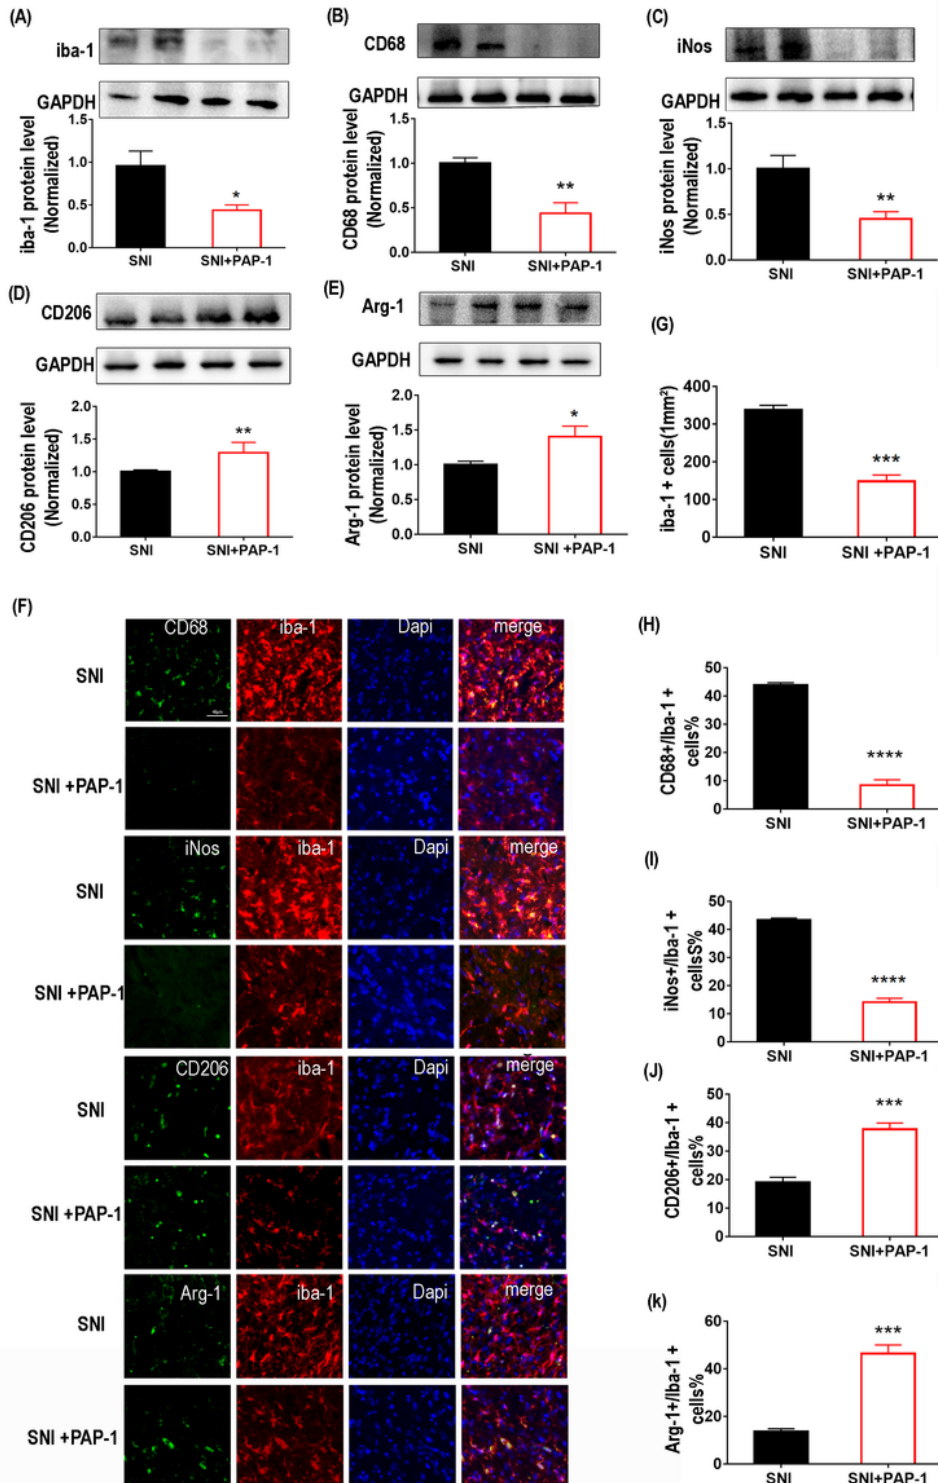 (A)
iba-1
GAPDH
iba-1 protein level
(Normalized)
1.5
1.0
0.5
0.0
*
SNI
SNI+PAP-1
(B)
CD68
GAPDH
CD68 protein level
(Normalized)
1.5
1.0
0.5
0.0
**
SNI
SNI+PAP-1
(C)
iNos
GAPDH
iNos protein level
(Normalized)
1.5
1.0
0.5
0.0
**
SNI
SNI+PAP-1
(D)
CD206
GAPDH
CD206 protein level
(Normalized)
2.0
1.5
1.0
0.5
0.0
**
SNI
SNI+PAP-1
(E)
Arg-1
GAPDH
Arg-1 protein level
(Normalized)
2.0
1.5
1.0
0.5
0.0
*
SNI
SNI +PAP-1
(G)
iba-1 + cells(1mm²)
400
300
200
100
0
***
SNI
SNI +PAP-1
(F)
CD68
iba-1
Dapi
merge
SNI
SNI +PAP-1
iNos
iba-1
Dapi
merge
SNI
SNI +PAP-1
CD206
iba-1
Dapi
merge
SNI
SNI +PAP-1
Arg-1
iba-1
Dapi
merge
SNI
SNI +PAP-1
(H)
CD68+/Iba-1 +
cells%
50
40
30
20
10
0
****
SNI
SNI+PAP-1
(I)
iNos+/Iba-1 +
cellsS%
50
40
30
20
10
0
****
SNI
SNI+PAP-1
(J)
CD206+/Iba-1 +
cells%
50
40
30
20
10
0
***
SNI
SNI+PAP-1
(k)
Arg-1+/Iba-1 +
cells%
60
40
20
0
***
SNI
SNI+PAP-1